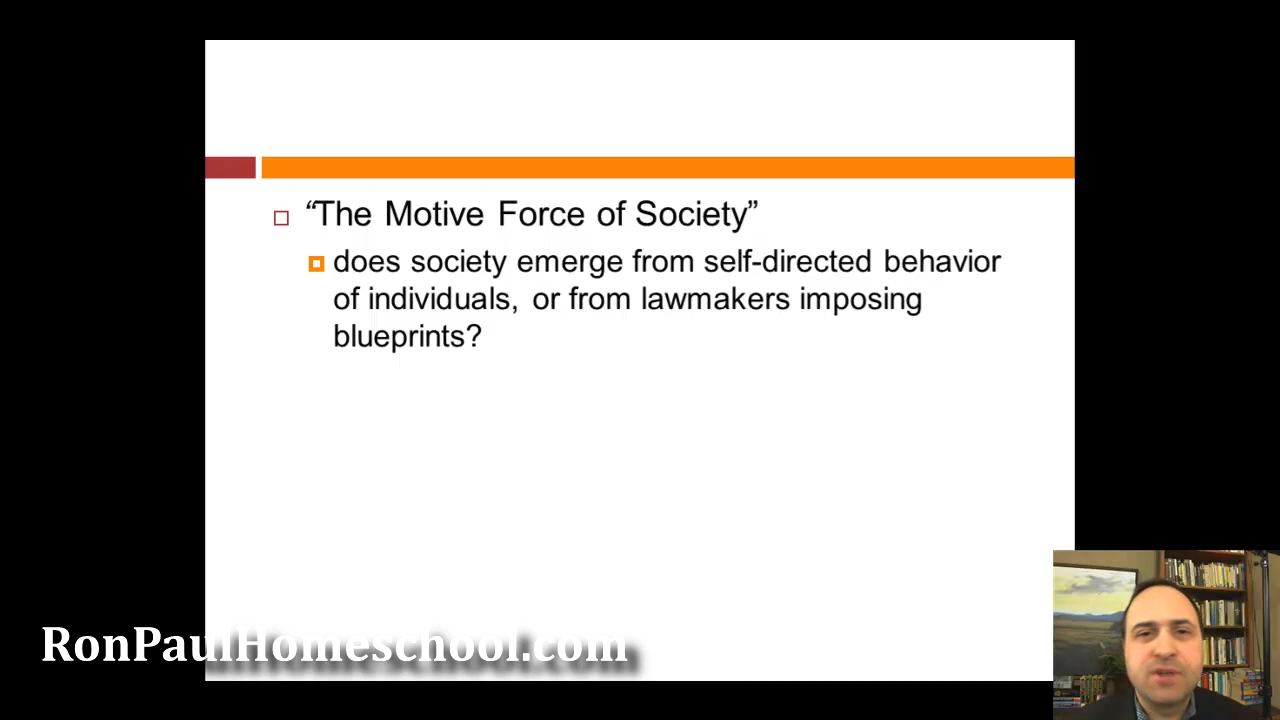 “The Motive Force of Society”
does society emerge from self-directed behavior
of individuals, or from lawmakers imposing
blueprints?
RonPaulHomeschool.com